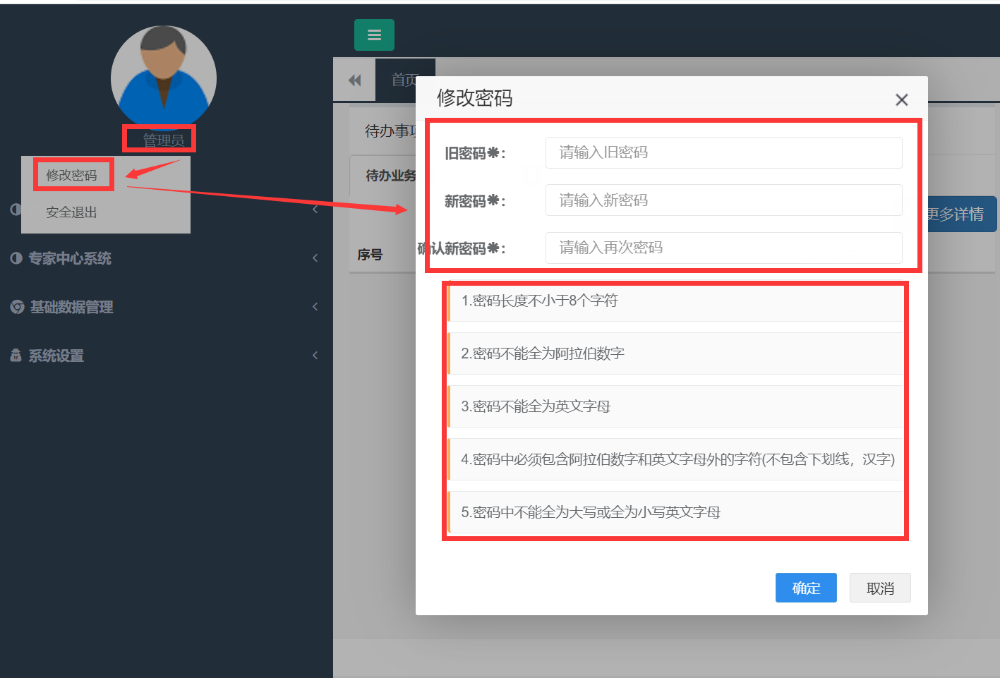 管理员
修改密码
安全退出
专家中心系统
基础数据管理
系统设置
首页
待办事项
待办业务
更多详情
序号
修改密码
旧密码*：
请输入旧密码
新密码*：
请输入新密码
确认新密码*：
请输入再次密码
1.密码长度不小于8个字符
2.密码不能全为阿拉伯数字
3.密码不能全为英文字母
4.密码中必须包含阿拉伯数字和英文字母外的字符(不包含下划线，汉字)
5.密码中不能全为大写或全为小写英文字母
确定
取消